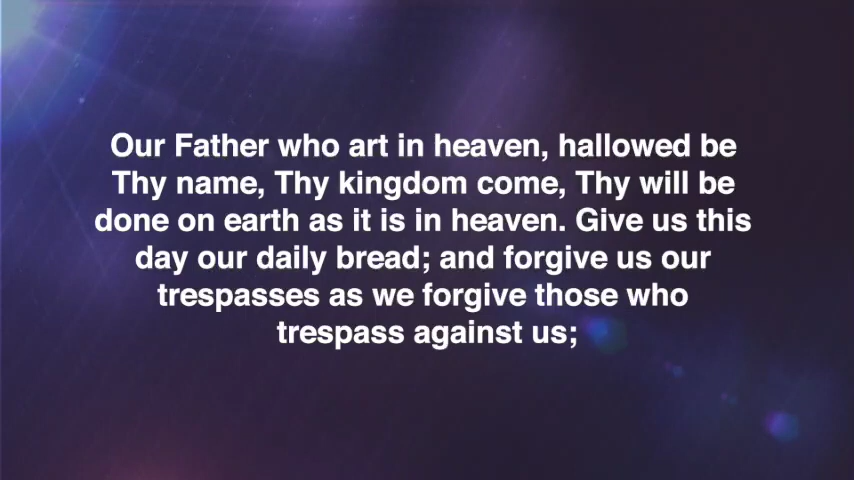 Our Father who art in heaven, hallowed be
Thy name, Thy kingdom come, Thy will be
done on earth as it is in heaven. Give us this
day our daily bread; and forgive us our
trespasses as we forgive those who
trespass against us;